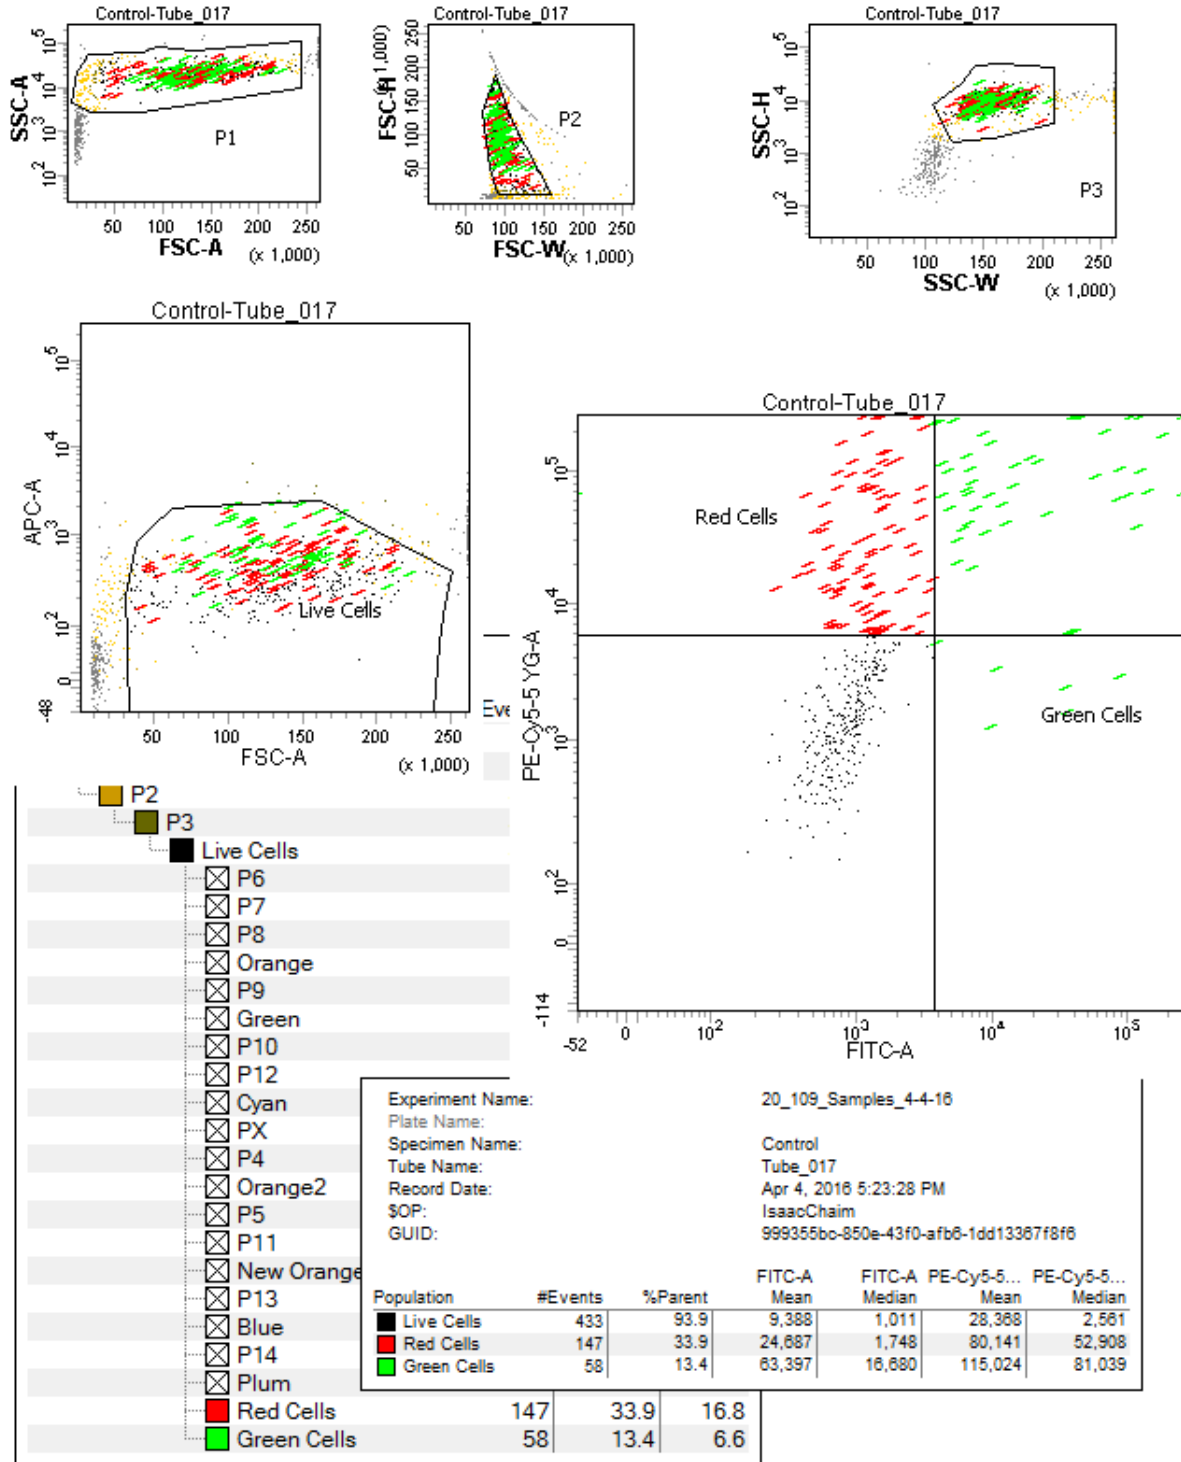 Control-Tube_017
SSC-A
10^5
10^4
10^3
10^2
P1
50 100 150 200 250
FSC-A
(x 1,000)
Control-Tube_017
FSC-H
(x 1,000)
250
200
150
100
50
P2
50 100 150 200 250
FSC-W
(x 1,000)
Control-Tube_017
SSC-H
10^5
10^4
10^3
10^2
P3
50 100 150 200 250
SSC-W
(x 1,000)
Control-Tube_017
APC-A
10^5
10^4
10^3
10^2
0
-48
Live Cells
50 100 150 200 250
FSC-A
(x 1,000)
Control-Tube_017
PE-Cy5-5 YG-A
10^5
10^4
10^3
10^2
0
-114
Red Cells
Green Cells
-52 0 10^2 10^3 10^4 10^5
FITC-A
Eve
P2
P3
Live Cells
P6
P7
P8
Orange
P9
Green
P10
P12
Cyan
PX
P4
Orange2
P5
P11
New Orange
P13
Blue
P14
Plum
Red Cells 147 33.9 16.8
Green Cells 58 13.4 6.6
Experiment Name: 20_109_Samples_4-4-16
Plate Name:
Specimen Name: Control
Tube Name: Tube_017
Record Date: Apr 4, 2016 5:23:28 PM
$OP: IsaacChaim
GUID: 999355bc-850e-43f0-afb6-1dd13367f8f6
FITC-A FITC-A PE-Cy5-5... PE-Cy5-5...
Population #Events %Parent Mean Median Mean Median
Live Cells 433 93.9 9,388 1,011 28,368 2,561
Red Cells 147 33.9 24,687 1,748 80,141 52,908
Green Cells 58 13.4 63,397 16,680 115,024 81,039